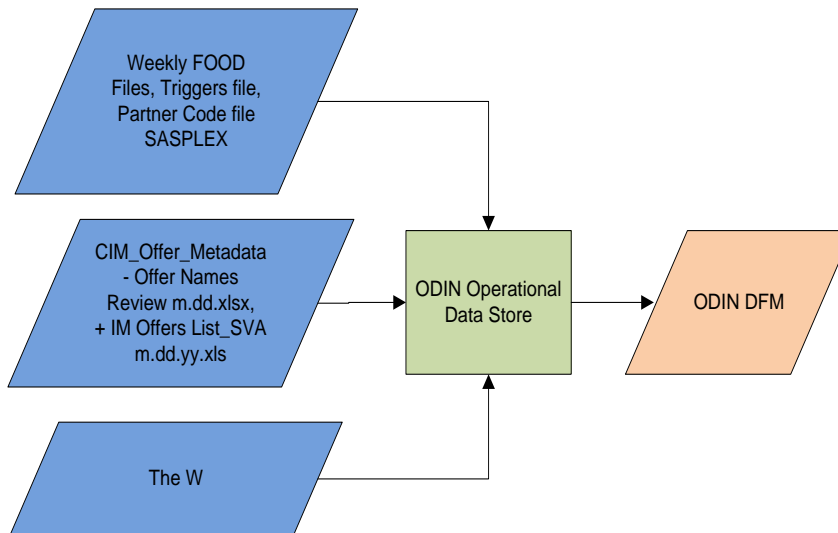 Weekly FOOD
Files, Triggers file,
Partner Code file
SASPLEX
CIM_Offer_Metadata
- Offer Names
Review m.dd.xlsx,
+ IM Offers List_SVA
m.dd.yy.xls
The W
ODIN Operational
Data Store
ODIN DFM